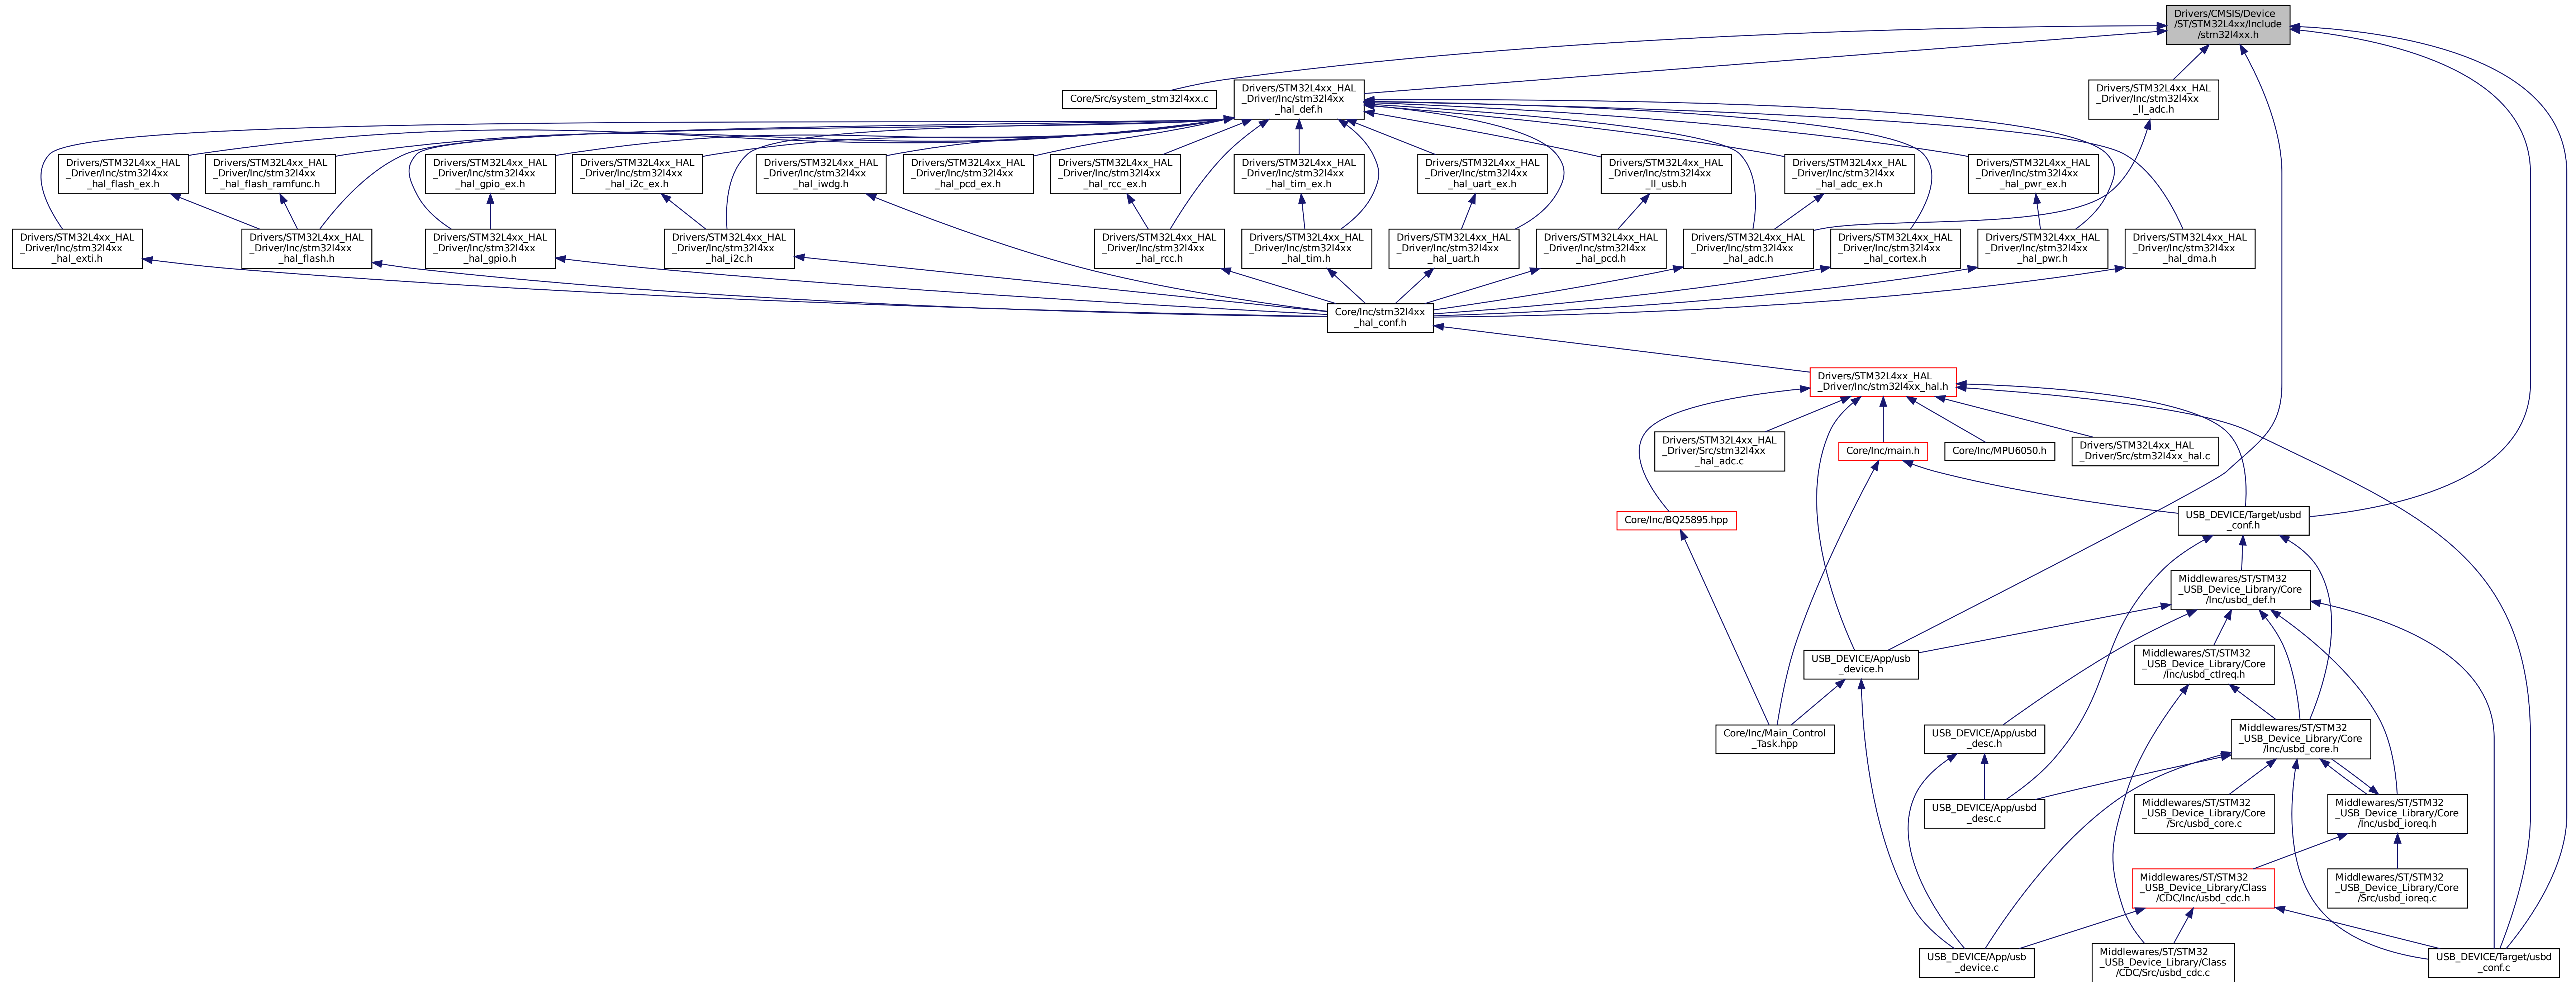 Drivers/CMSIS/Device
/ST/STM32L4xx/Include
/stm32l4xx.h
Core/Src/system_stm32l4xx.c
Drivers/STM32L4xx_HAL
_Driver/Inc/stm32l4xx
_hal_def.h
Drivers/STM32L4xx_HAL
_Driver/Inc/stm32l4xx
_ll_adc.h
Drivers/STM32L4xx_HAL
_Driver/Inc/stm32l4xx
_hal_flash_ex.h
Drivers/STM32L4xx_HAL
_Driver/Inc/stm32l4xx
_hal_flash_ramfunc.h
Drivers/STM32L4xx_HAL
_Driver/Inc/stm32l4xx
_hal_gpio_ex.h
Drivers/STM32L4xx_HAL
_Driver/Inc/stm32l4xx
_hal_i2c_ex.h
Drivers/STM32L4xx_HAL
_Driver/Inc/stm32l4xx
_hal_iwdg.h
Drivers/STM32L4xx_HAL
_Driver/Inc/stm32l4xx
_hal_pcd_ex.h
Drivers/STM32L4xx_HAL
_Driver/Inc/stm32l4xx
_hal_rcc_ex.h
Drivers/STM32L4xx_HAL
_Driver/Inc/stm32l4xx
_hal_tim_ex.h
Drivers/STM32L4xx_HAL
_Driver/Inc/stm32l4xx
_hal_uart_ex.h
Drivers/STM32L4xx_HAL
_Driver/Inc/stm32l4xx
_ll_usb.h
Drivers/STM32L4xx_HAL
_Driver/Inc/stm32l4xx
_hal_adc_ex.h
Drivers/STM32L4xx_HAL
_Driver/Inc/stm32l4xx
_hal_pwr_ex.h
Drivers/STM32L4xx_HAL
_Driver/Inc/stm32l4xx
_hal_exti.h
Drivers/STM32L4xx_HAL
_Driver/Inc/stm32l4xx
_hal_flash.h
Drivers/STM32L4xx_HAL
_Driver/Inc/stm32l4xx
_hal_gpio.h
Drivers/STM32L4xx_HAL
_Driver/Inc/stm32l4xx
_hal_i2c.h
Drivers/STM32L4xx_HAL
_Driver/Inc/stm32l4xx
_hal_rcc.h
Drivers/STM32L4xx_HAL
_Driver/Inc/stm32l4xx
_hal_tim.h
Drivers/STM32L4xx_HAL
_Driver/Inc/stm32l4xx
_hal_uart.h
Drivers/STM32L4xx_HAL
_Driver/Inc/stm32l4xx
_hal_pcd.h
Drivers/STM32L4xx_HAL
_Driver/Inc/stm32l4xx
_hal_adc.h
Drivers/STM32L4xx_HAL
_Driver/Inc/stm32l4xx
_hal_cortex.h
Drivers/STM32L4xx_HAL
_Driver/Inc/stm32l4xx
_hal_pwr.h
Drivers/STM32L4xx_HAL
_Driver/Inc/stm32l4xx
_hal_dma.h
Core/Inc/stm32l4xx
_hal_conf.h
Drivers/STM32L4xx_HAL
_Driver/Inc/stm32l4xx_hal.h
Drivers/STM32L4xx_HAL
_Driver/Src/stm32l4xx
_hal_adc.c
Core/Inc/main.h
Core/Inc/MPU6050.h
Drivers/STM32L4xx_HAL
_Driver/Src/stm32l4xx_hal.c
Core/Inc/BQ25895.hpp
USB_DEVICE/Target/usbd
_conf.h
Middlewares/ST/STM32
_USB_Device_Library/Core
/Inc/usbd_def.h
USB_DEVICE/App/usb
_device.h
Middlewares/ST/STM32
_USB_Device_Library/Core
/Inc/usbd_ctlreq.h
Core/Inc/Main_Control
_Task.hpp
USB_DEVICE/App/usbd
_desc.h
Middlewares/ST/STM32
_USB_Device_Library/Core
/Inc/usbd_core.h
USB_DEVICE/App/usbd
_desc.c
Middlewares/ST/STM32
_USB_Device_Library/Core
/Src/usbd_core.c
Middlewares/ST/STM32
_USB_Device_Library/Core
/Inc/usbd_ioreq.h
Middlewares/ST/STM32
_USB_Device_Library/Class
/CDC/Inc/usbd_cdc.h
Middlewares/ST/STM32
_USB_Device_Library/Core
/Src/usbd_ioreq.c
USB_DEVICE/App/usb
_device.c
Middlewares/ST/STM32
_USB_Device_Library/Class
/CDC/Src/usbd_cdc.c
USB_DEVICE/Target/usbd
_conf.c